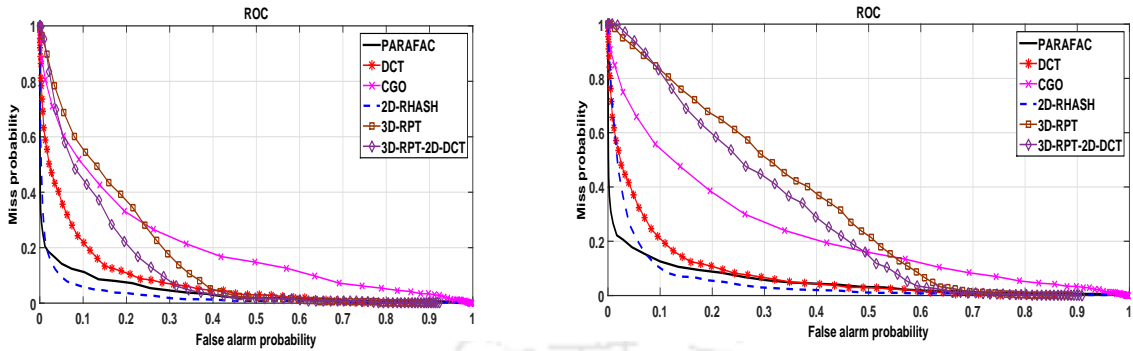 ROC
Miss probability
1
0.8
0.6
0.4
0.2
0
0 0.1 0.2 0.3 0.4 0.5 0.6 0.7 0.8 0.9 1
False alarm probability
PARAFAC
DCT
CGO
2D-RHASH
3D-RPT
3D-RPT-2D-DCT
ROC
Miss probability
1
0.8
0.6
0.4
0.2
0
0 0.1 0.2 0.3 0.4 0.5 0.6 0.7 0.8 0.9 1
False alarm probability
PARAFAC
DCT
CGO
2D-RHASH
3D-RPT
3D-RPT-2D-DCT